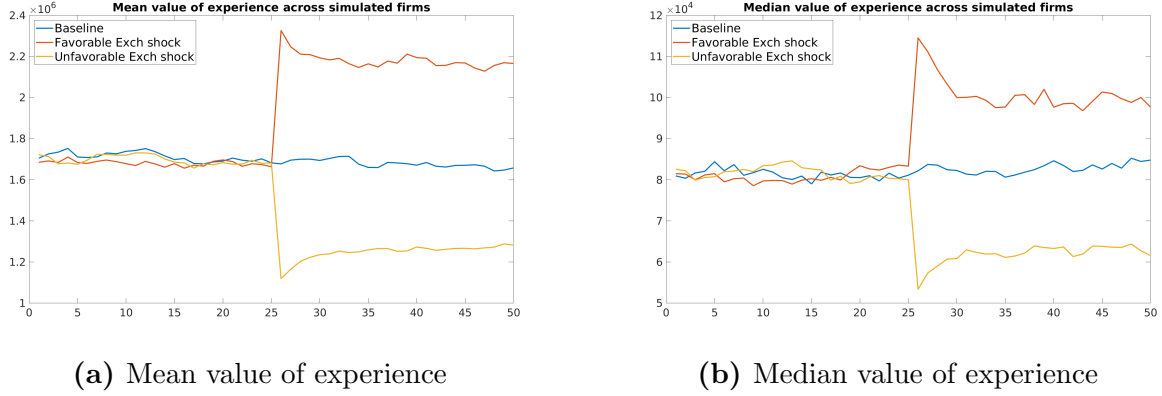 Mean value of experience across simulated firms
×10^6
2.4
2.2
2
1.8
1.6
1.4
1.2
1
Baseline
Favorable Exch shock
Unfavorable Exch shock
0 5 10 15 20 25 30 35 40 45 50
(a) Mean value of experience
Median value of experience across simulated firms
×10^4
12
11
10
9
8
7
6
5
Baseline
Favorable Exch shock
Unfavorable Exch shock
0 5 10 15 20 25 30 35 40 45 50
(b) Median value of experience